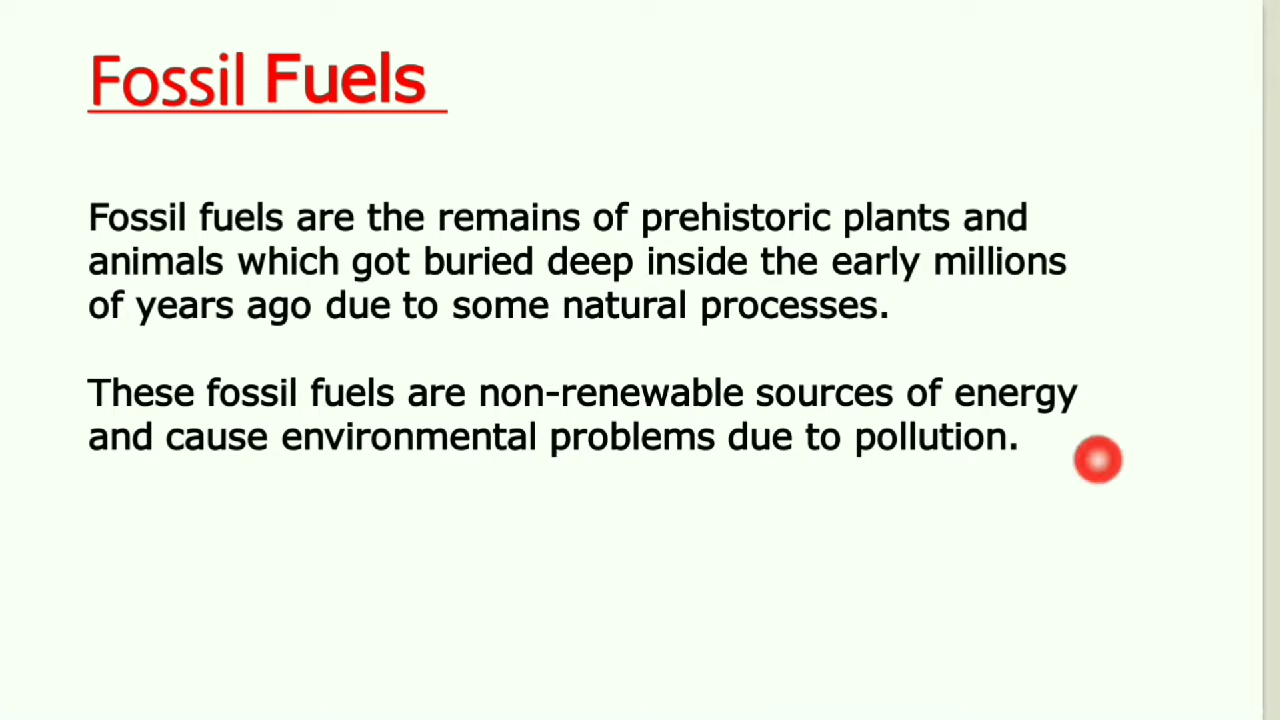 Fossil Fuels
Fossil fuels are the remains of prehistoric plants and
animals which got buried deep inside the early millions
of years ago due to some natural processes.
These fossil fuels are non-renewable sources of energy
and cause environmental problems due to pollution.